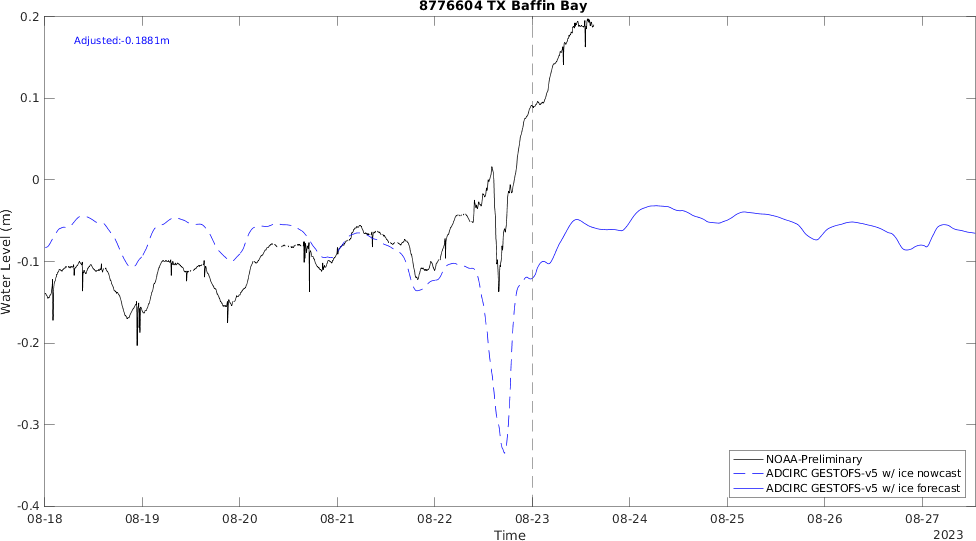 8776604 TX Baffin Bay
Adjusted:-0.1881m
0.2
0.1
0
-0.1
-0.2
-0.3
-0.4
Water Level (m)
NOAA-Preliminary
ADCIRC GESTOFS-v5 w/ ice nowcast
ADCIRC GESTOFS-v5 w/ ice forecast
08-18 08-19 08-20 08-21 08-22 08-23 08-24 08-25 08-26 08-27
Time
2023